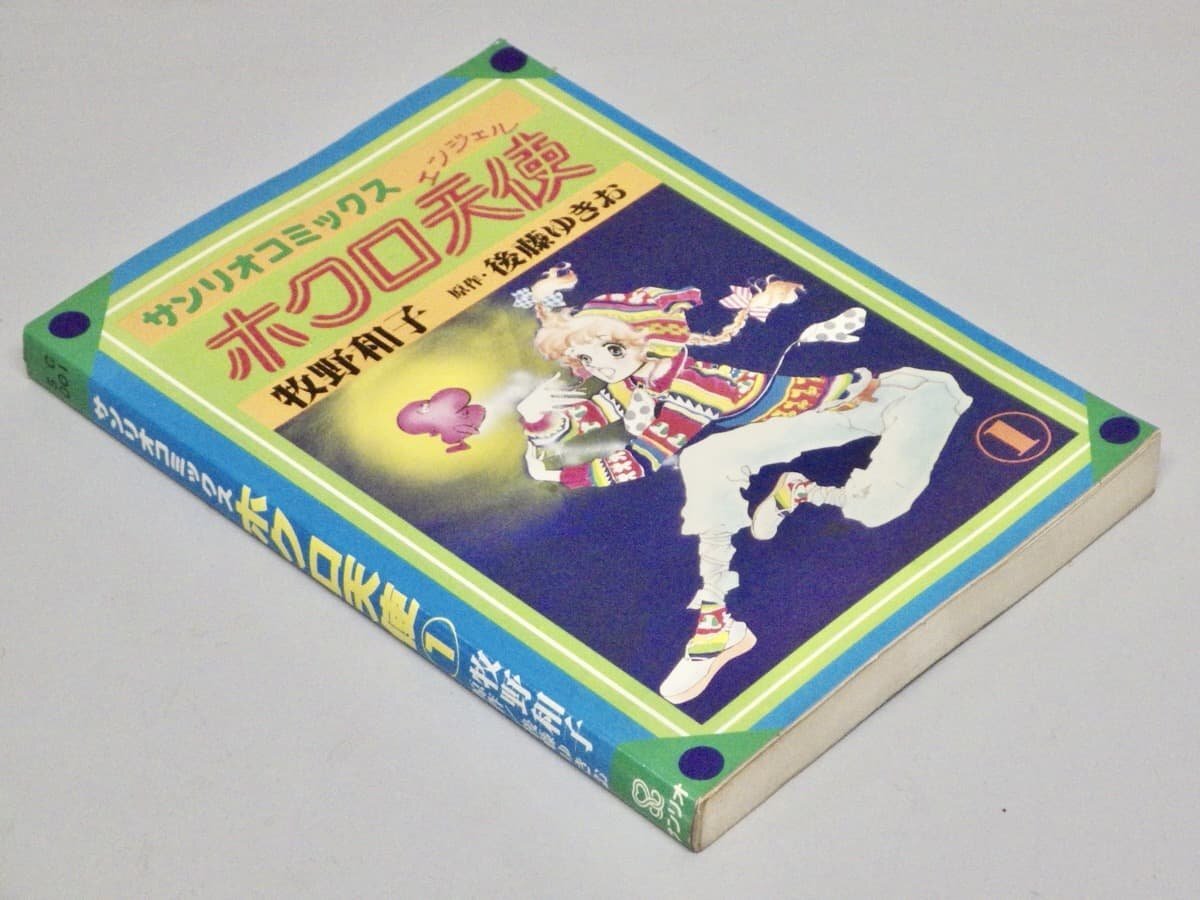 サンリオコミックス
エンジェル
ホクロ天使
牧野和子
原作・後藤ゆきお
1
サンリオコミックス
ホクロ天使
1
牧野和子
原作/後藤ゆきお
サンリオ